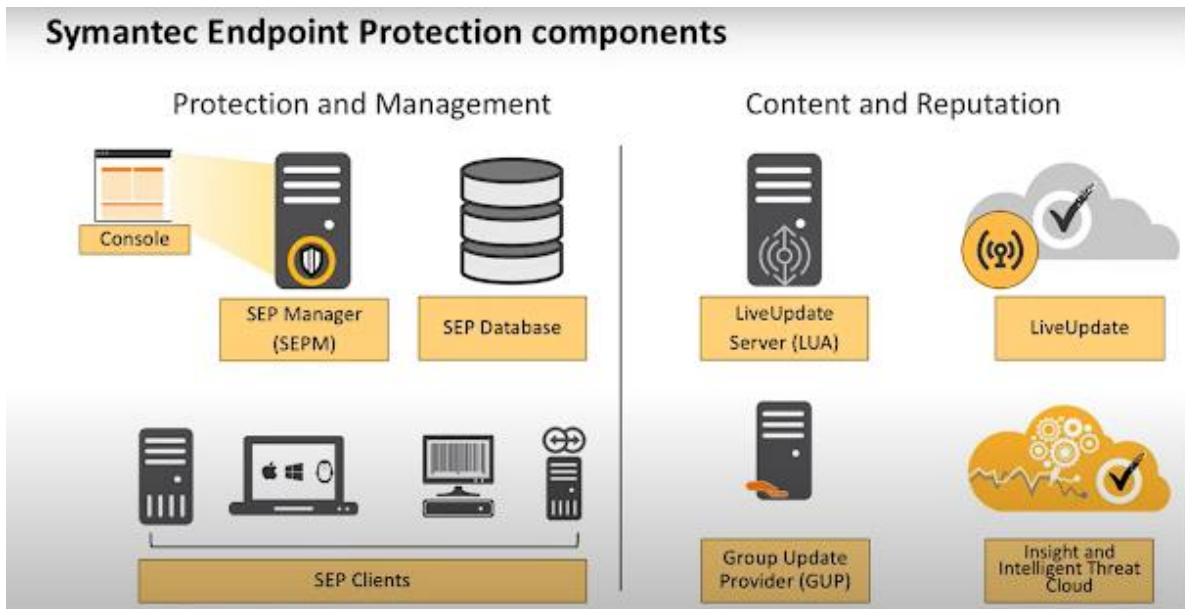 Symantec Endpoint Protection components
Protection and Management
Content and Reputation
Console
SEP Manager
(SEPM)
SEP Database
LiveUpdate
Server (LUA)
LiveUpdate
SEP Clients
Group Update
Provider (GUP)
Insight and
Intelligent Threat
Cloud